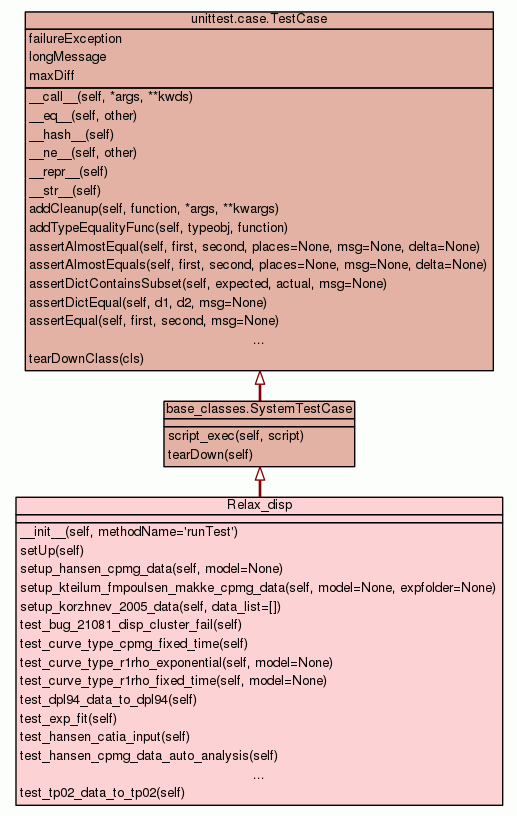 unittest.case.TestCase
failureException
longMessage
maxDiff
__call__(self, *args, **kwds)
__eq__(self, other)
__hash__(self)
__ne__(self, other)
__repr__(self)
__str__(self)
addCleanup(self, function, *args, **kwargs)
addTypeEqualityFunc(self, typeobj, function)
assertAlmostEqual(self, first, second, places=None, msg=None, delta=None)
assertAlmostEquals(self, first, second, places=None, msg=None, delta=None)
assertDictContainsSubset(self, expected, actual, msg=None)
assertDictEqual(self, d1, d2, msg=None)
assertEqual(self, first, second, msg=None)
...
tearDownClass(cls)
base_classes.SystemTestCase
script_exec(self, script)
tearDown(self)
Relax_disp
__init__(self, methodName='runTest')
setUp(self)
setup_hansen_cpmg_data(self, model=None)
setup_kteilum_fmpoulsen_makke_cpmg_data(self, model=None, expfolder=None)
setup_korzhnev_2005_data(self, data_list=[])
test_bug_21081_disp_cluster_fail(self)
test_curve_type_cpmg_fixed_time(self)
test_curve_type_r1rho_exponential(self, model=None)
test_curve_type_r1rho_fixed_time(self, model=None)
test_dpl94_data_to_dpl94(self)
test_exp_fit(self)
test_hansen_catia_input(self)
test_hansen_cpmg_data_auto_analysis(self)
...
test_tp02_data_to_tp02(self)